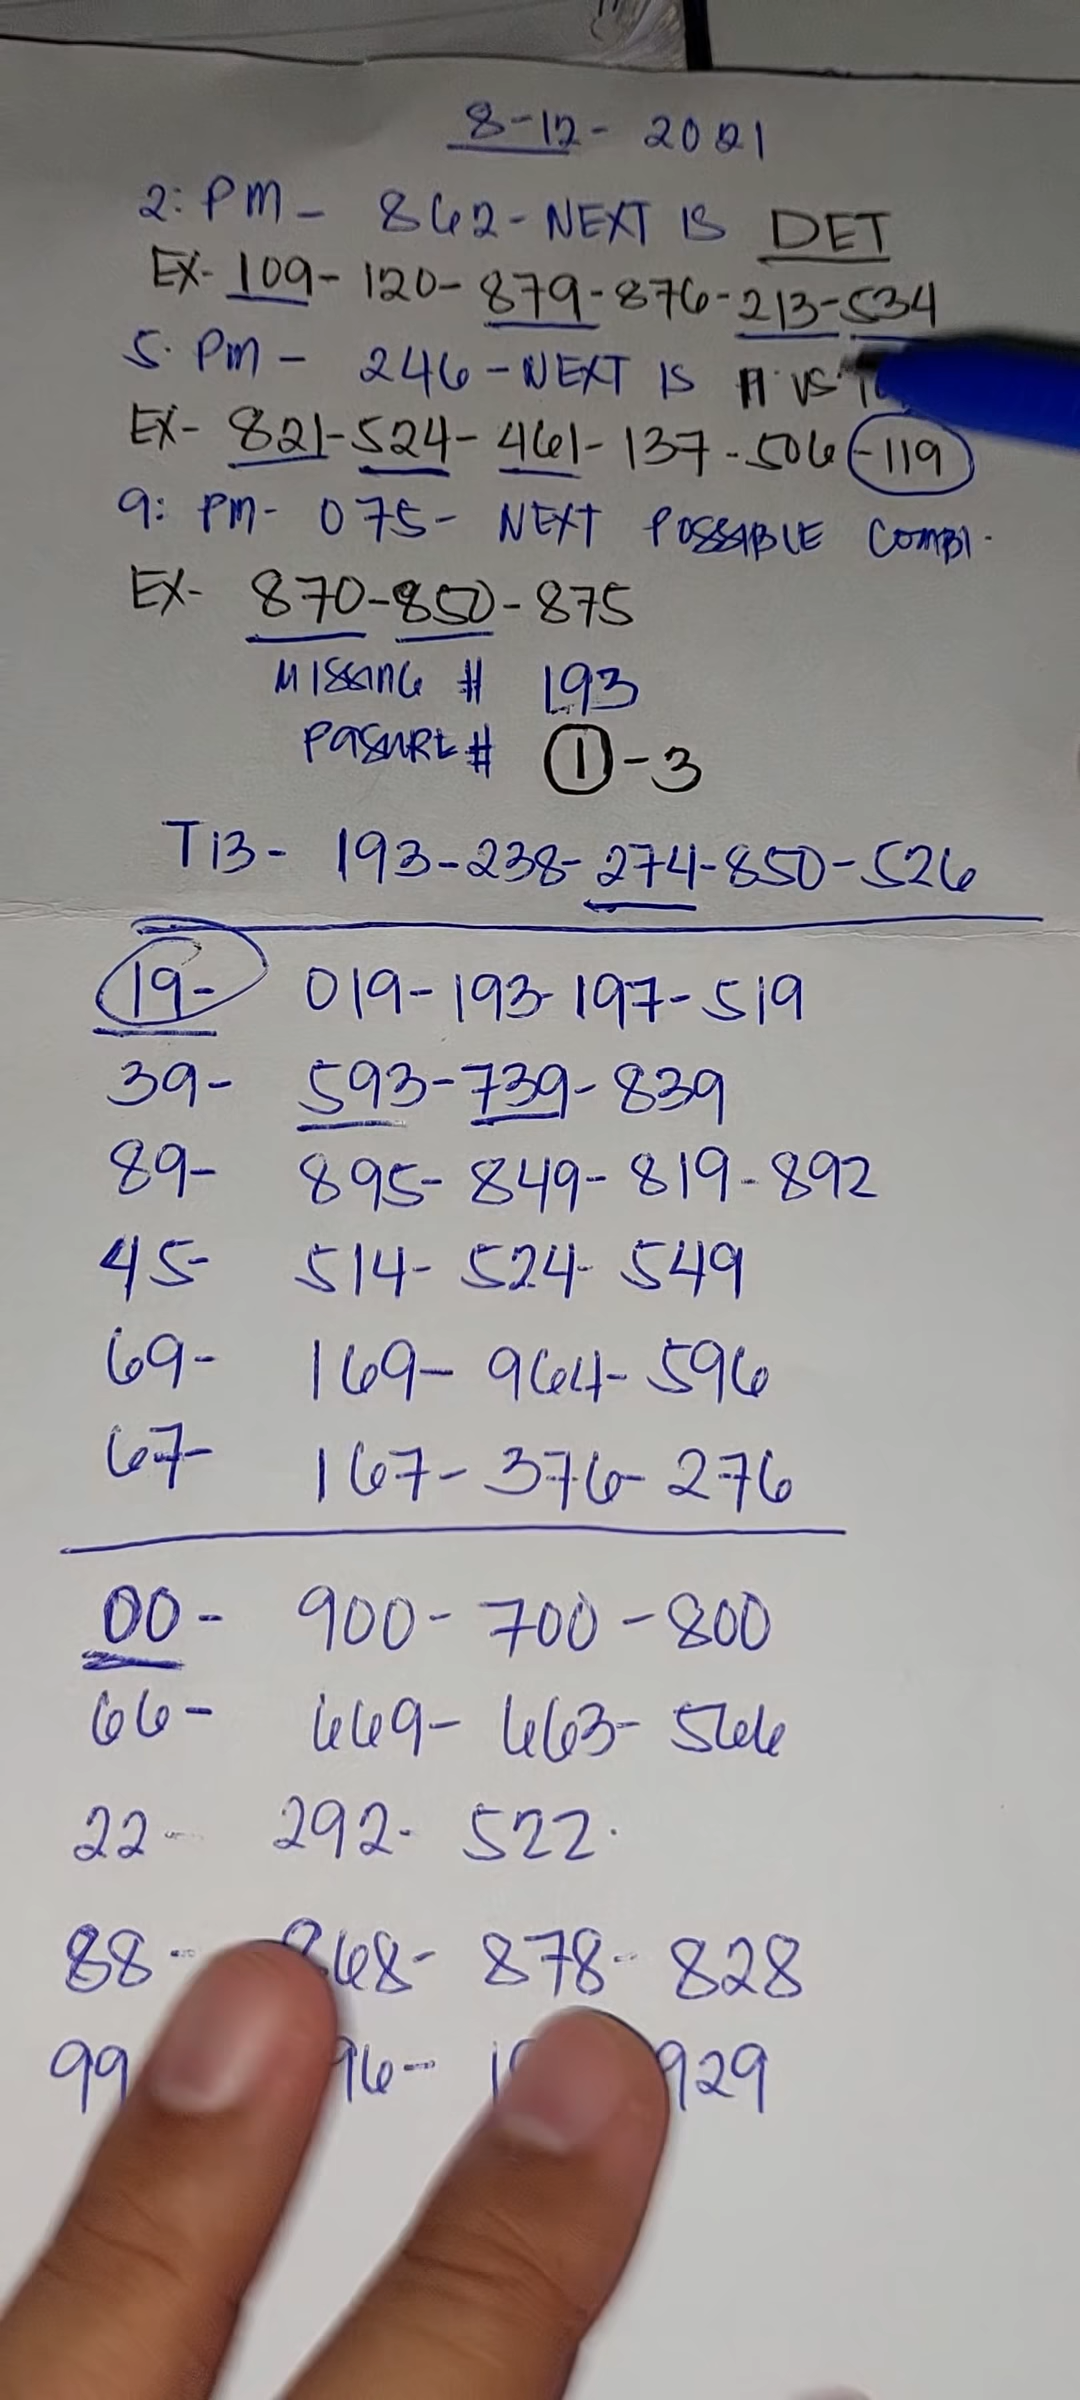 8-12-2021
2: PM - 862 - NEXT IS DET
EX- 109-120-879-876-213-534
5. PM - 246 - NEXT IS A VS
EX- 821-524-461-137-506-119
9: PM- 075- NEXT POSSABLE COMBI.
EX- 870-850-875
MISSING # 193
PASURE # 1-3
T13- 193-238-274-850-526
19- 019-193-197-519
39- 593-739-839
89- 895-849-819-892
45- 514-524-549
69- 169-964-596
67- 167-376-276
00- 900-700-800
66- 669-663-566
22- 292-522.
88- 868-878-828
99 929